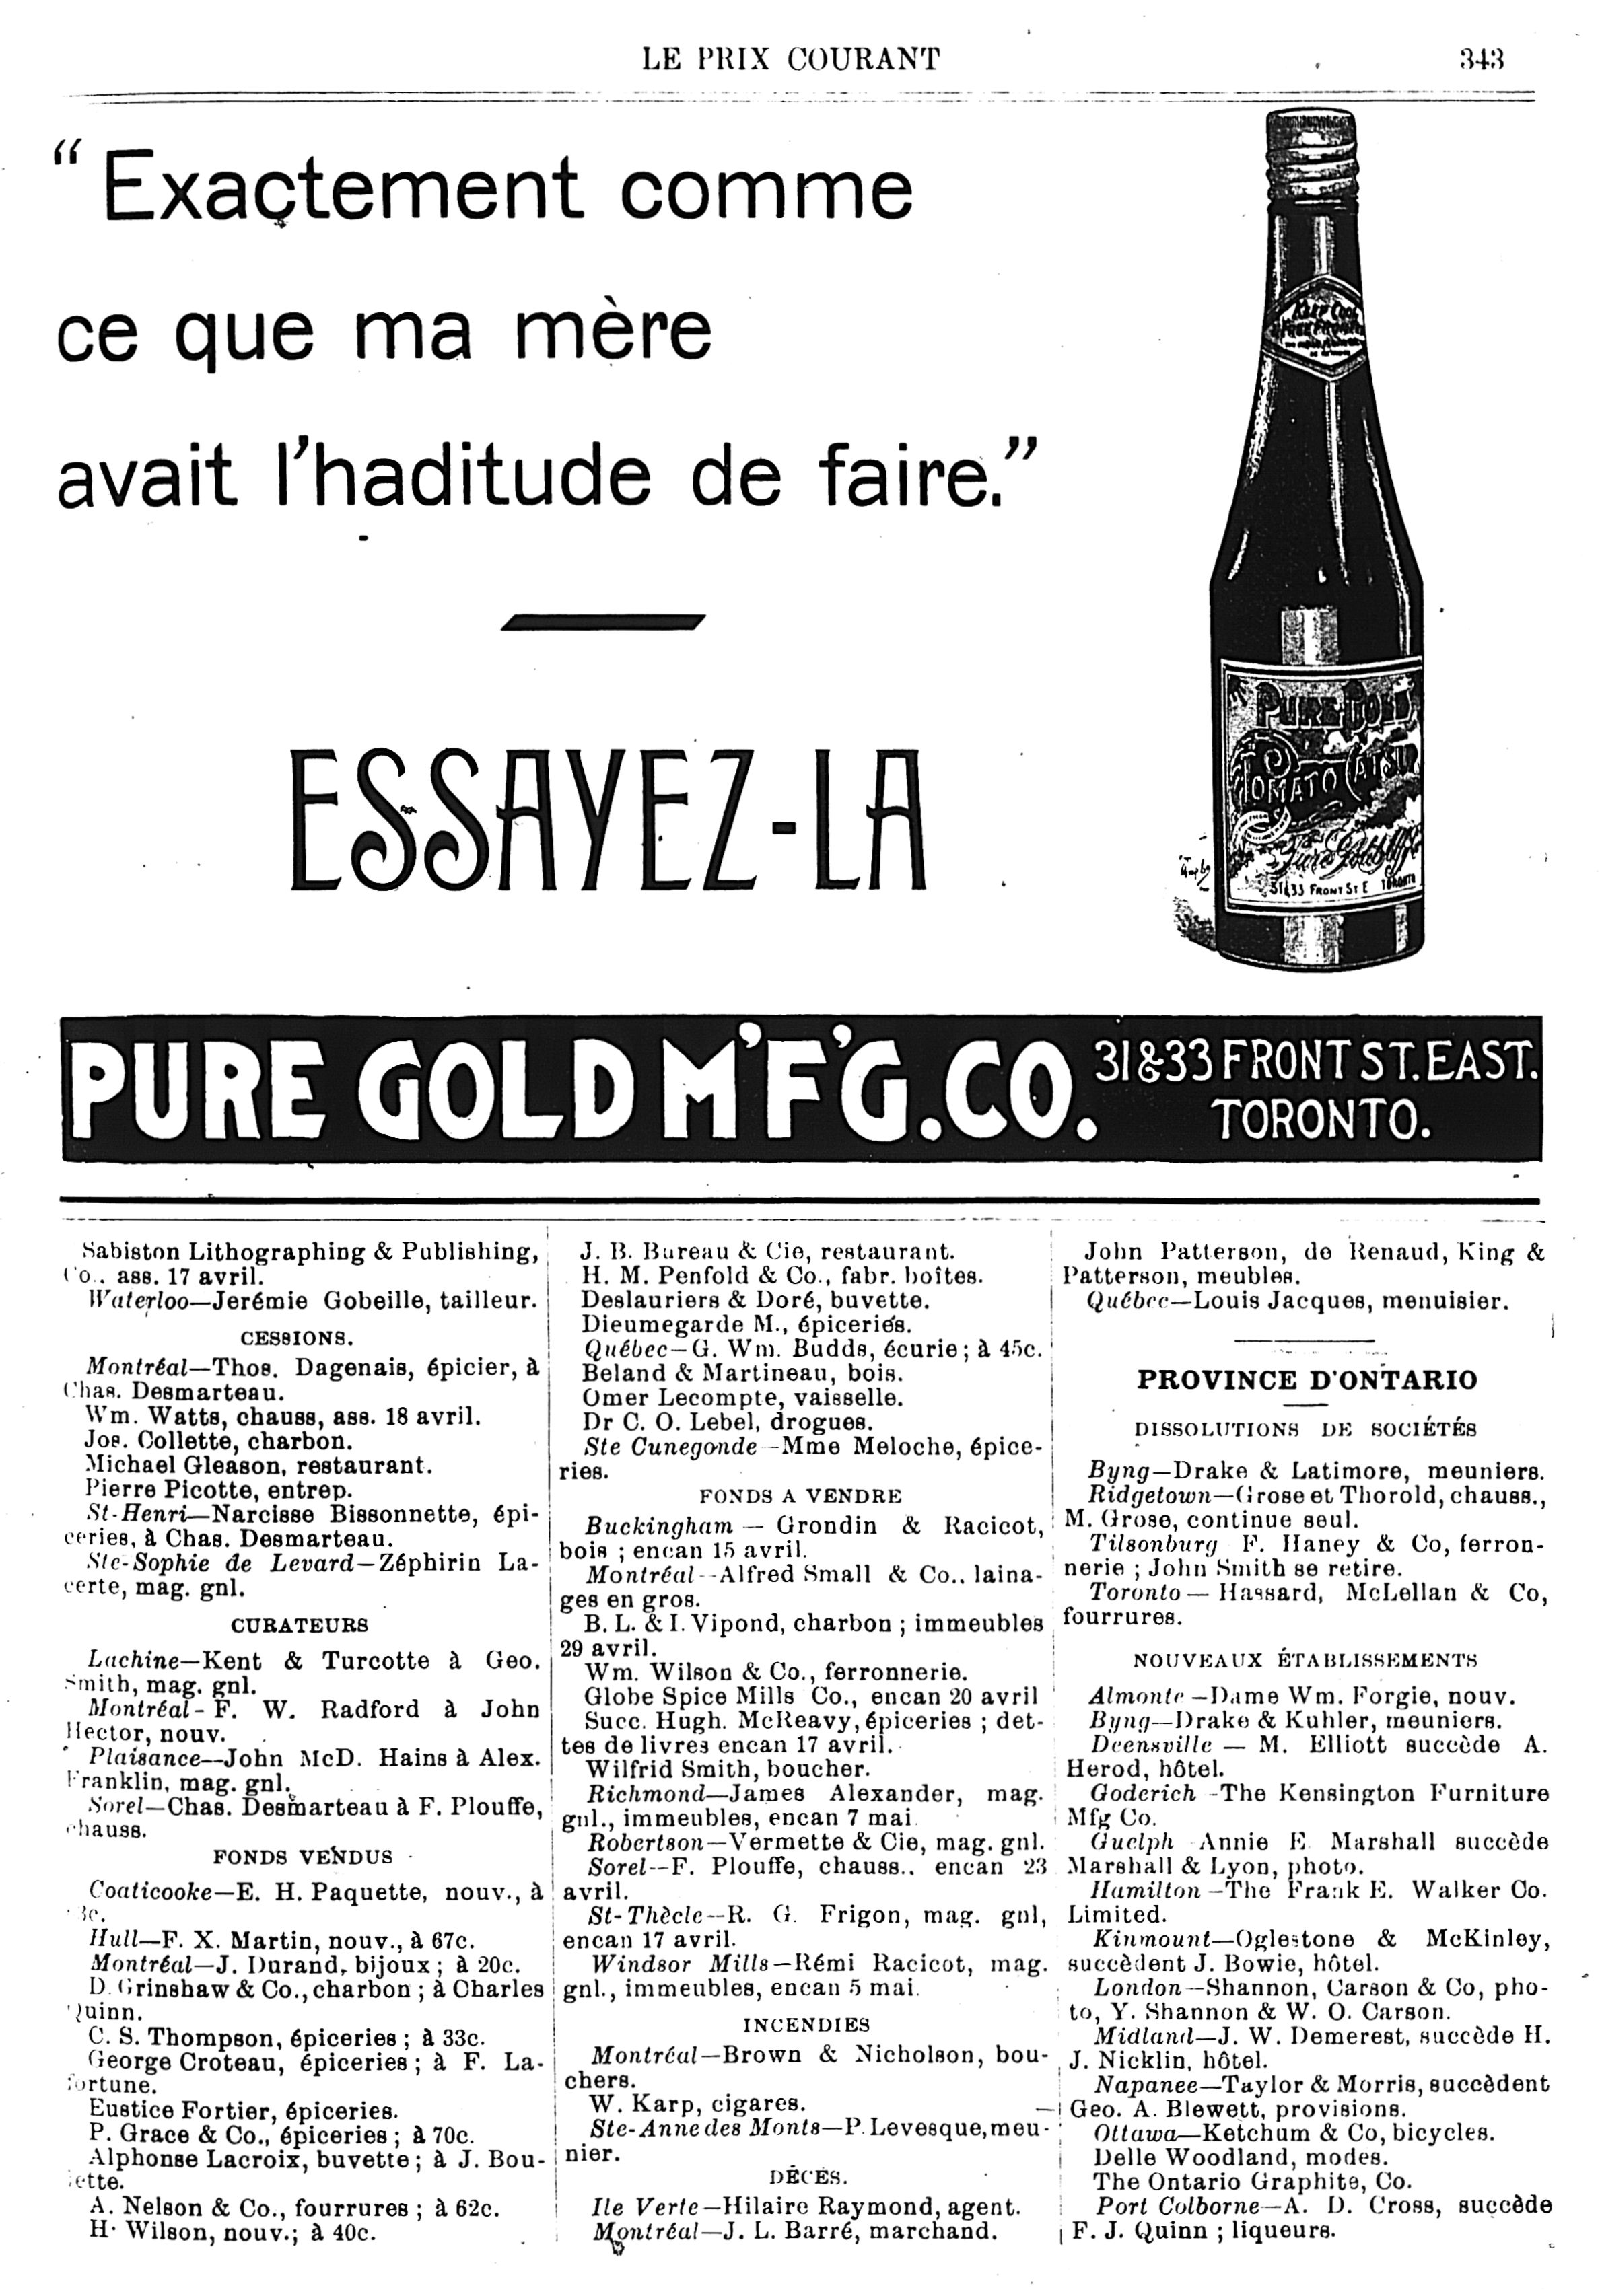 LE PRIX COURANT
343
“ Exactement comme
ce que ma mère
avait l'haditude de faire.”
ESSAYEZ-LA
KEEP COOL
PURE GOLD
TOMATO CATSUP
31&33 FRONT ST E TORONTO
PURE GOLD M'F'G.CO.
31&33 FRONT ST. EAST.
TORONTO.
Sabiston Lithographing & Publishing,
Co.. ass. 17 avril.
Waterloo—Jerémie Gobeille, tailleur.
CESSIONS.
Montréal—Thos. Dagenais, épicier, à
Chas. Desmarteau.
Wm. Watts, chauss, ass. 18 avril.
Jos. Collette, charbon.
Michael Gleason, restaurant.
Pierre Picotte, entrep.
St-Henri—Narcisse Bissonnette, épi-
ceries, à Chas. Desmarteau.
Ste-Sophie de Levard—Zéphirin La-
certe, mag. gnl.
CURATEURS
Lachine—Kent & Turcotte à Geo.
Smith, mag. gnl.
Montréal- F. W. Radford à John
Hector, nouv.
Plaisance—John McD. Hains à Alex.
Franklin, mag. gnl.
Sorel—Chas. Desmarteau à F. Plouffe,
chauss.
FONDS VENDUS
Coaticooke—E. H. Paquette, nouv., à
3c.
Hull—F. X. Martin, nouv., à 67c.
Montréal—J. Durand, bijoux ; à 20c.
D. Grinshaw & Co., charbon ; à Charles
Quinn.
C. S. Thompson, épiceries ; à 33c.
George Croteau, épiceries ; à F. La-
fortune.
Eustice Fortier, épiceries.
P. Grace & Co., épiceries ; à 70c.
Alphonse Lacroix, buvette ; à J. Bou-
lette.
A. Nelson & Co., fourrures ; à 62c.
H. Wilson, nouv.; à 40c.
J. B. Bureau & Cie, restaurant.
H. M. Penfold & Co., fabr. boîtes.
Deslauriers & Doré, buvette.
Dieumegarde M., épiceries.
Québec—G. Wm. Budds, écurie ; à 45c.
Beland & Martineau, bois.
Omer Lecompte, vaisselle.
Dr C. O. Lebel, drogues.
Ste Cunegonde -Mme Meloche, épice-
ries.
FONDS A VENDRE
Buckingham — Grondin & Racicot,
bois ; encan 15 avril.
Montréal--Alfred Small & Co.. laina-
ges en gros.
B. L. & I. Vipond, charbon ; immeubles
29 avril.
Wm. Wilson & Co., ferronnerie.
Globe Spice Mills Co., encan 20 avril
Succ. Hugh. McKeavy, épiceries ; det-
tes de livres encan 17 avril.
Wilfrid Smith, boucher.
Richmond—James Alexander, mag.
gnl., immeubles, encan 7 mai
Robertson—Vermette & Cie, mag. gnl.
Sorel--F. Plouffe, chauss.. encan 23
avril.
St-Thècle--R. G. Frigon, mag. gnl,
encan 17 avril.
Windsor Mills—Rémi Racicot, mag.
gnl., immeubles, encan 5 mai.
INCENDIES
Montréal—Brown & Nicholson, bou-
chers.
W. Karp, cigares.
Ste-Anne des Monts—P. Levesque, meu-
nier.
DÉCÈS.
Ile Verte—Hilaire Raymond, agent.
Montréal—J. L. Barré, marchand.
John Patterson, de Renaud, King &
Patterson, meubles.
Québec—Louis Jacques, menuisier.
PROVINCE D'ONTARIO
DISSOLUTIONS DE SOCIÉTÉS
Byng—Drake & Latimore, meuniers.
Ridgetown—Grose et Thorold, chauss.,
M. Grose, continue seul.
Tilsonburg F. Haney & Co, ferron-
nerie ; John Smith se retire.
Toronto — Hassard, McLellan & Co,
fourrures.
NOUVEAUX ÉTABLISSEMENTS
Almonte —Dame Wm. Forgie, nouv.
Byng—Drake & Kuhler, meuniers.
Deensville — M. Elliott succède A.
Herod, hôtel.
Goderich -The Kensington Furniture
Mfg Co.
Guelph Annie E Marshall succède
Marshall & Lyon, photo.
Hamilton —The Frank E. Walker Co.
Limited.
Kinmount—Oglestone & McKinley,
succèdent J. Bowie, hôtel.
London—Shannon, Carson & Co, pho-
to, Y. Shannon & W. O. Carson.
Midland—J. W. Demerest, succède H.
J. Nicklin, hôtel.
Napanee—Taylor & Morris, succèdent
Geo. A. Blewett, provisions.
Ottawa—Ketchum & Co, bicycles.
Delle Woodland, modes.
The Ontario Graphite, Co.
Port Colborne—A. D. Cross, succède
F. J. Quinn ; liqueurs.